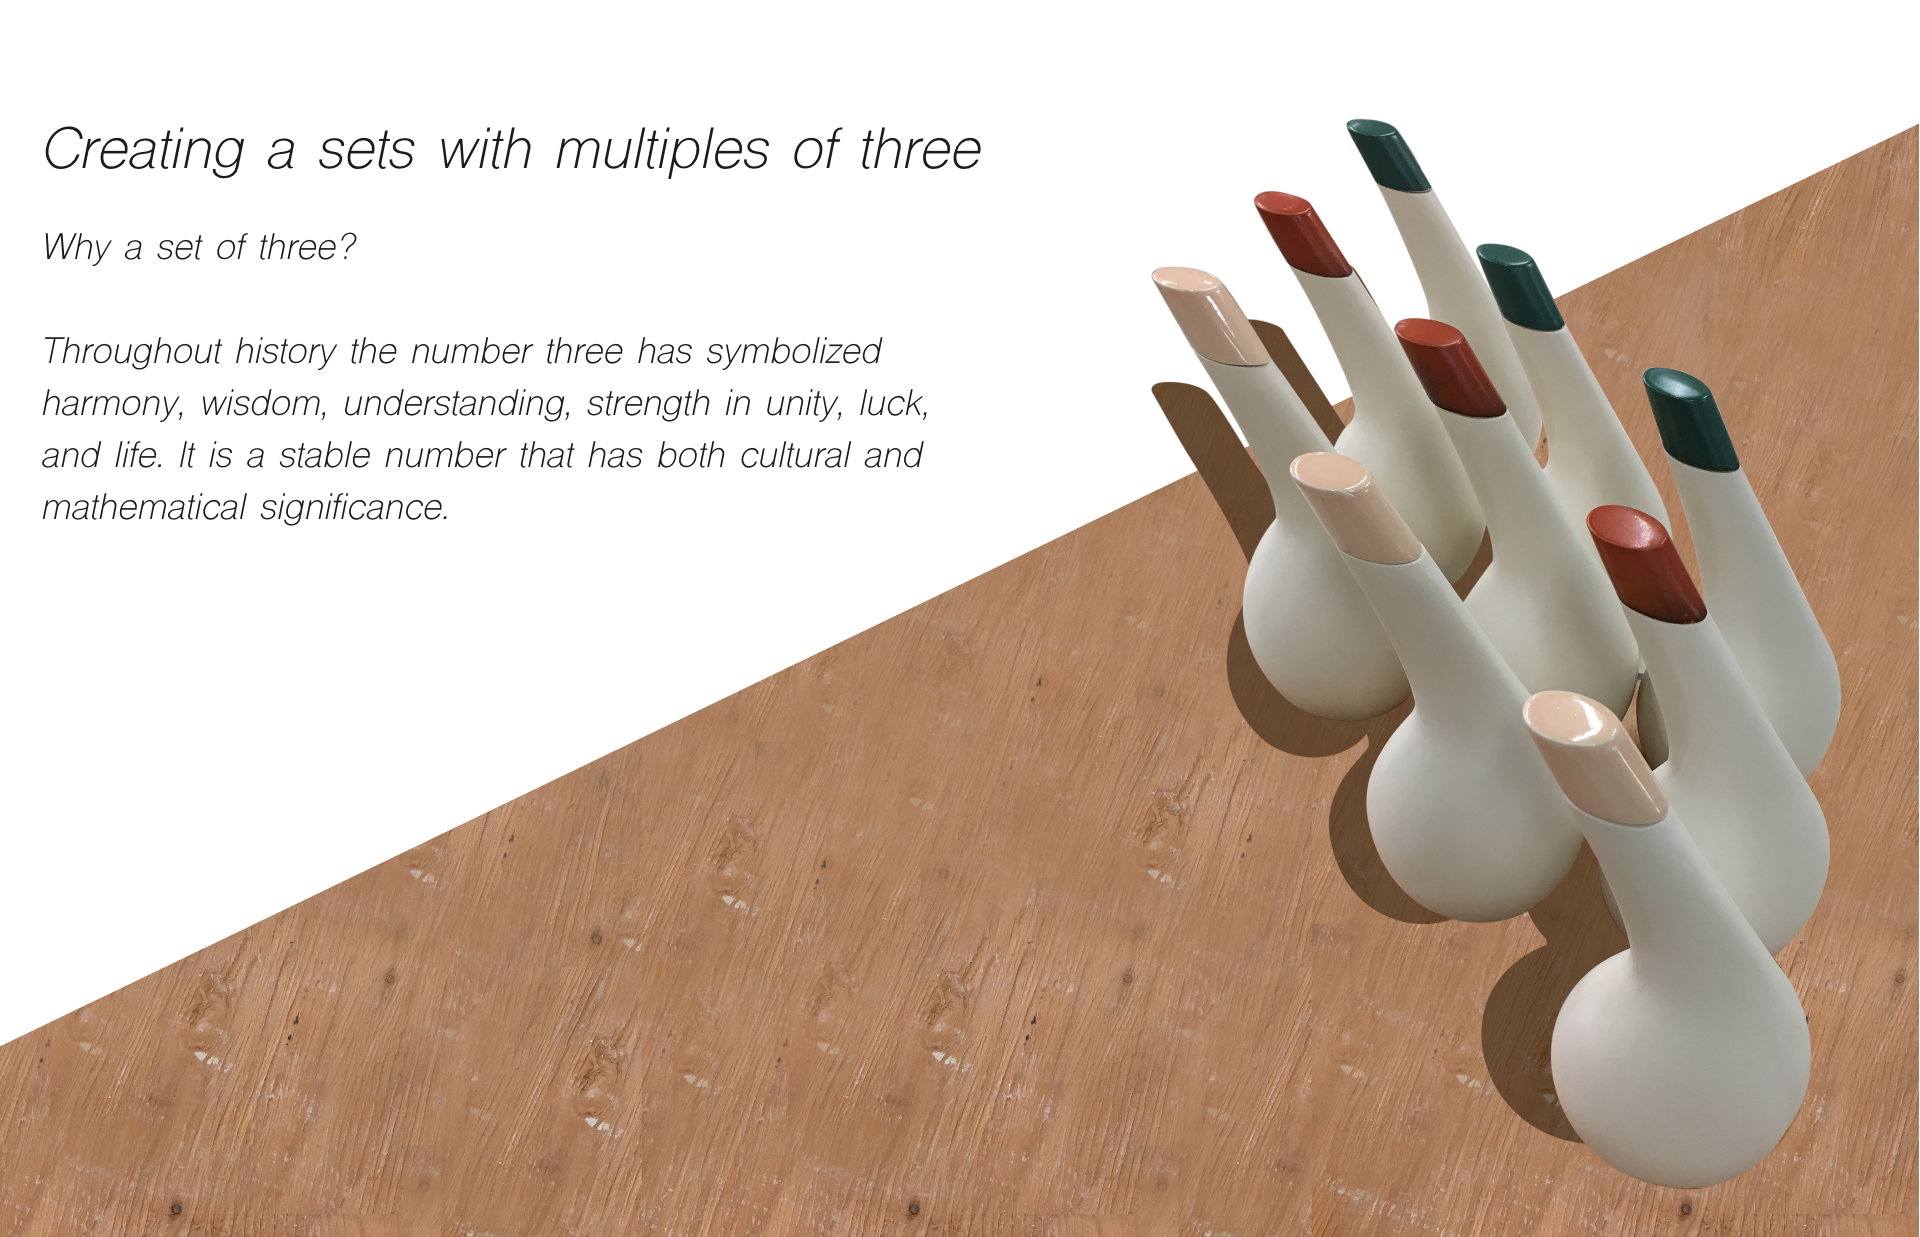 Creating a sets with multiples of three
Why a set of three?
Throughout history the number three has symbolized
harmony, wisdom, understanding, strength in unity, luck,
and life. It is a stable number that has both cultural and
mathematical significance.